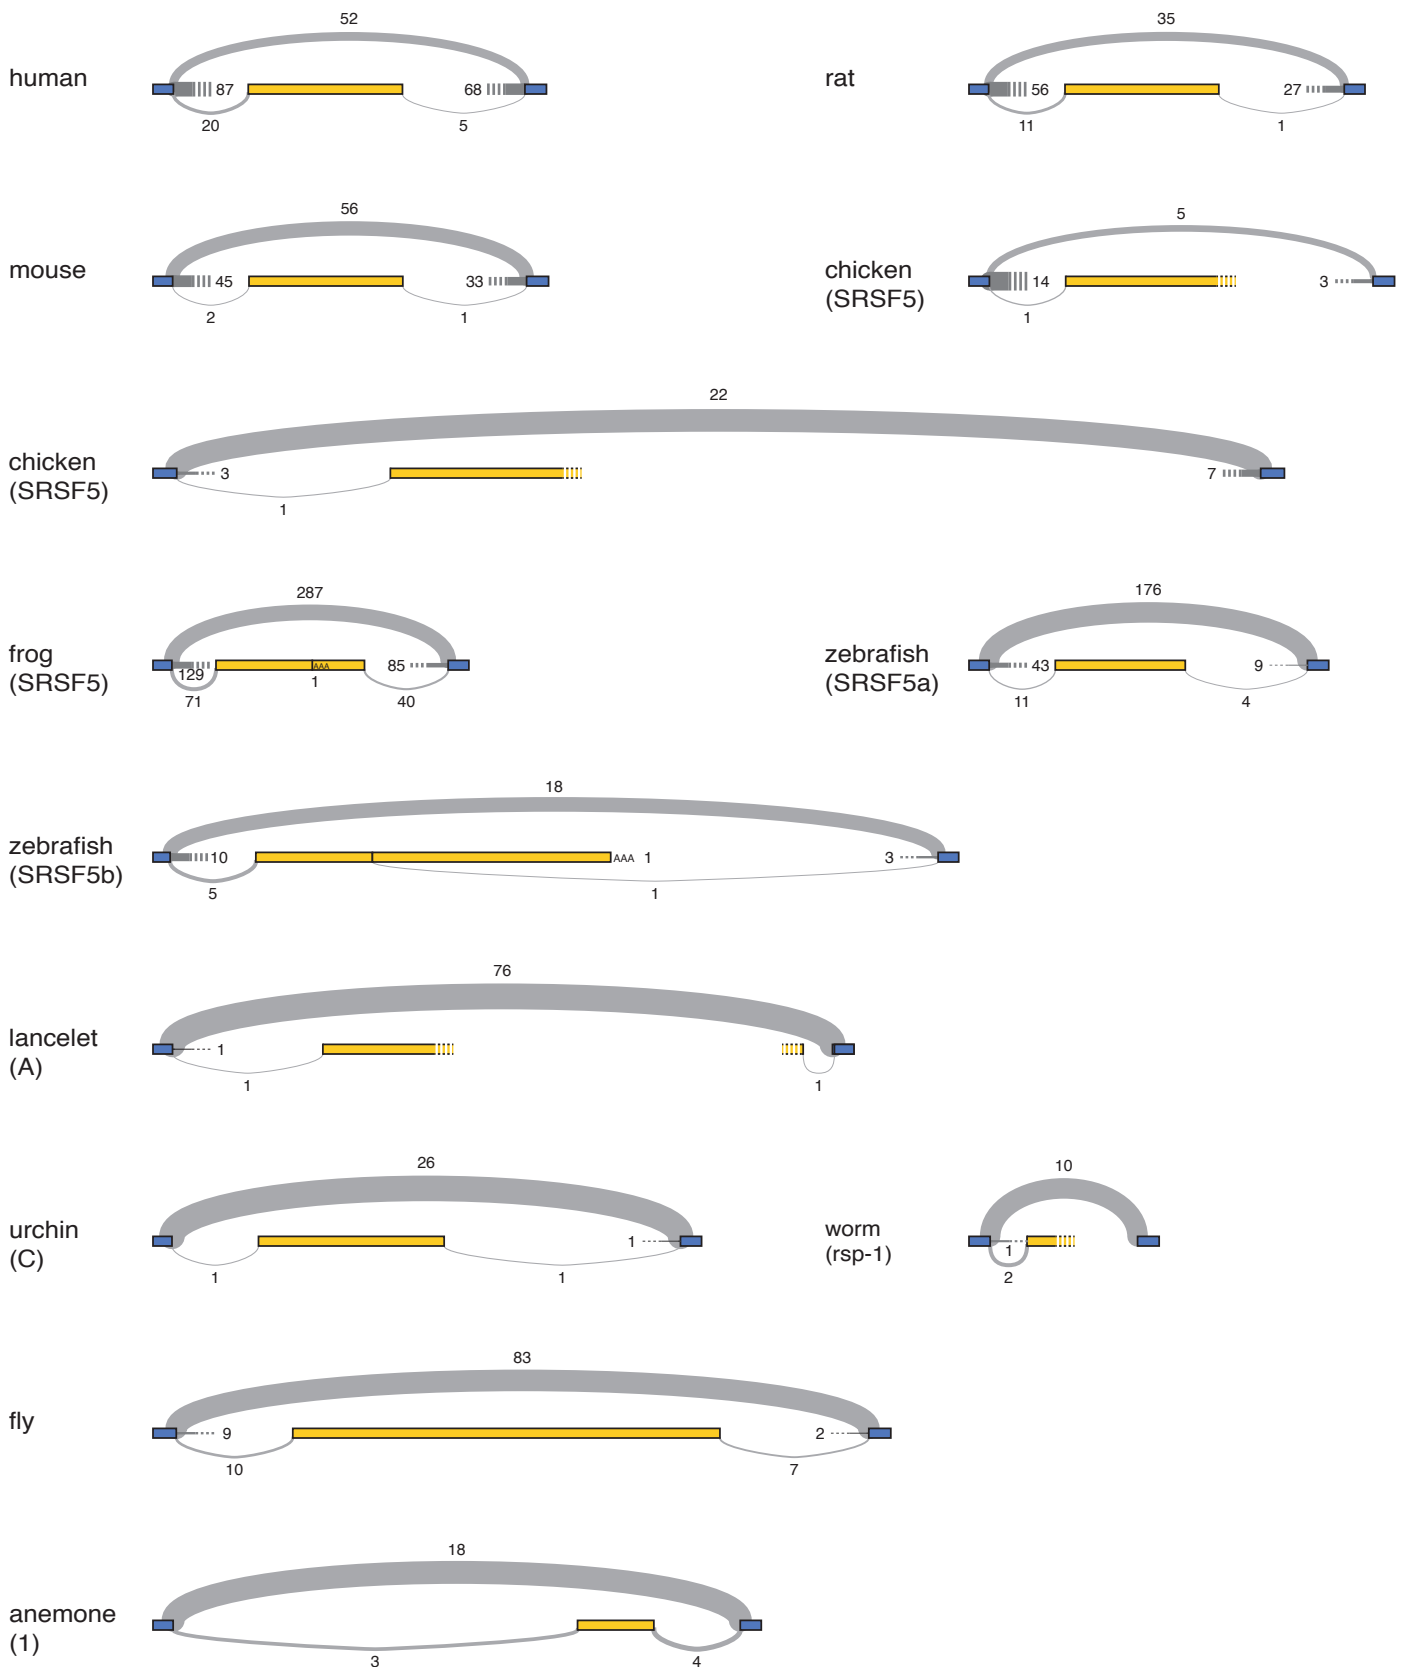 52
human
87
68
20
5
35
rat
56
27
11
1
56
mouse
45
33
2
1
5
chicken
(SRSF5)
14
3
1
22
chicken
(SRSF5)
3
7
1
287
frog
(SRSF5)
129
AAA
85
1
71
40
176
zebrafish
(SRSF5a)
43
9
11
4
18
zebrafish
(SRSF5b)
10
AAA 1
3
5
1
76
lancelet
(A)
1
1
1
26
urchin
(C)
1
1
1
10
worm
(rsp-1)
1
2
83
fly
9
2
10
7
18
anemone
(1)
3
4